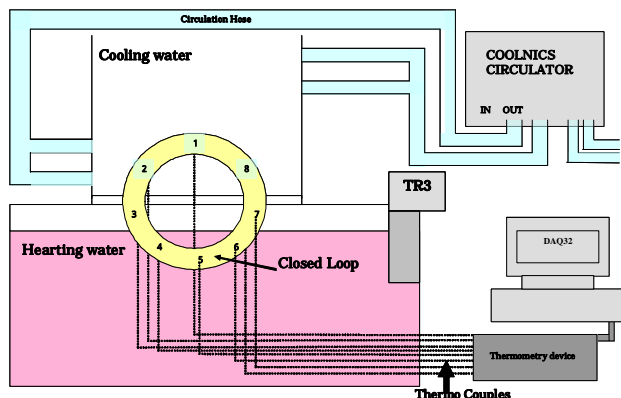 Circulation Hose
Cooling water
COOLNICS
CIRCULATOR
IN OUT
1
2
8
TR3
3
7
Hearting water
4
6
5
Closed Loop
DAQ32
Thermometry device
Thermo Couples